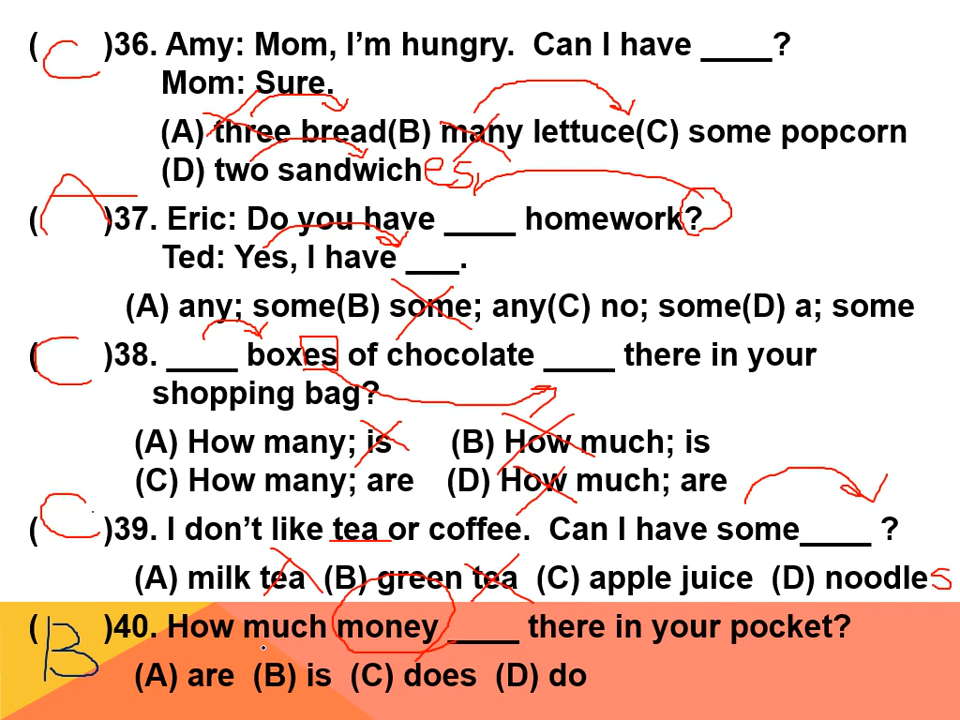 ( C )36. Amy: Mom, I'm hungry. Can I have ____?
Mom: Sure.
(A) three bread(B) many lettuce(C) some popcorn
(D) two sandwiches
( A )37. Eric: Do you have ____ homework?
Ted: Yes, I have ___.
(A) any; some(B) some; any(C) no; some(D) a; some
( C )38. ____ boxes of chocolate ____ there in your
shopping bag?
(A) How many; is (B) How much; is
(C) How many; are (D) How much; are
( C )39. I don't like tea or coffee. Can I have some____ ?
(A) milk tea (B) green tea (C) apple juice (D) noodles
( B )40. How much money ____ there in your pocket?
(A) are (B) is (C) does (D) do